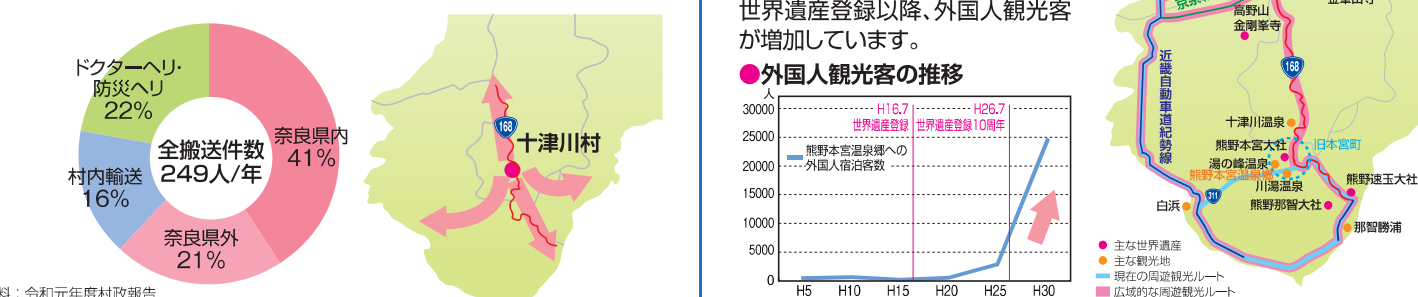 ドクターヘリ・
防災ヘリ
22%
奈良県内
41%
村内輸送
16%
奈良県外
21%
全搬送件数
249人/年
料：令和元年度村政報告
168
十津川村
世界遺産登録以降、外国人観光客
が増加しています。
●外国人観光客の推移
人
30000
25000
20000
15000
10000
5000
0
H16.7
世界遺産登録
H26.7
世界遺産登録10周年
熊野本宮温泉郷への
外国人宿泊者数
H5
H10
H15
H20
H25
H30
高野山
金剛峯寺
近畿自動車道紀勢線
168
十津川温泉
熊野本宮大社
旧本宮町
湯の峰温泉
熊野本宮温泉郷
川湯温泉
熊野速玉大社
311
白浜
熊野那智大社
那智勝浦
主な世界遺産
主な観光地
現在の周遊観光ルート
広域的な周遊観光ルート